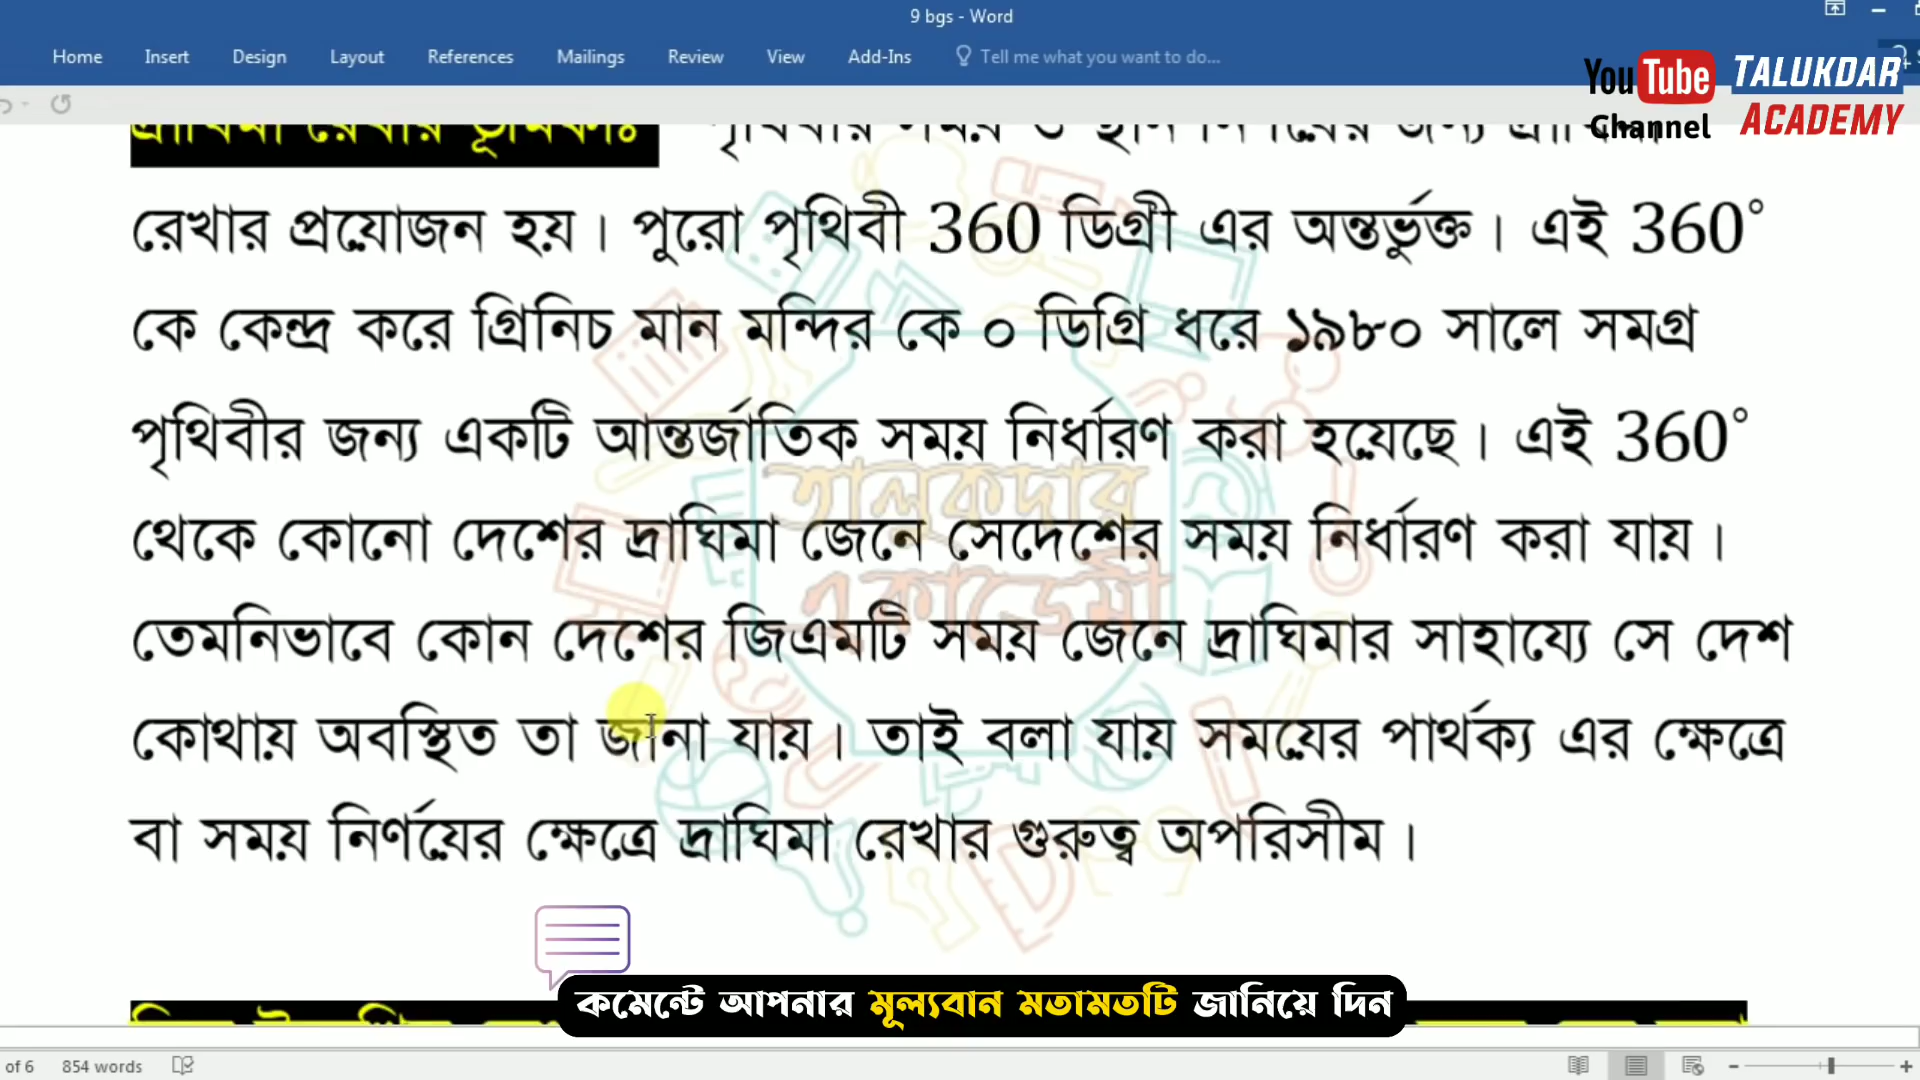 9 bgs - Word
Home Insert Design Layout References Mailings Review View Add-Ins Tell me what you want to do...
YouTube TALUKDAR
Channel ACADEMY
রেখার প্রয়োজন হয়। পুরো পৃথিবী 360 ডিগ্রী এর অন্তর্ভুক্ত। এই 360°
কে কেন্দ্র করে গ্রিনিচ মান মন্দির কে ০ ডিগ্রি ধরে ১৯৮০ সালে সমগ্র
পৃথিবীর জন্য একটি আন্তর্জাতিক সময় নির্ধারণ করা হয়েছে। এই 360°
থেকে কোনো দেশের দ্রাঘিমা জেনে সেদেশের সময় নির্ধারণ করা যায়।
তেমনিভাবে কোন দেশের জিএমটি সময় জেনে দ্রাঘিমার সাহায্যে সে দেশ
কোথায় অবস্থিত তা জানা যায়। তাই বলা যায় সময়ের পার্থক্য এর ক্ষেত্রে
বা সময় নির্ণয়ের ক্ষেত্রে দ্রাঘিমা রেখার গুরুত্ব অপরিসীম।
তালুকদার
একাডেমী
কমেন্টে আপনার মূল্যবান মতামতটি জানিয়ে দিন
of 6 854 words